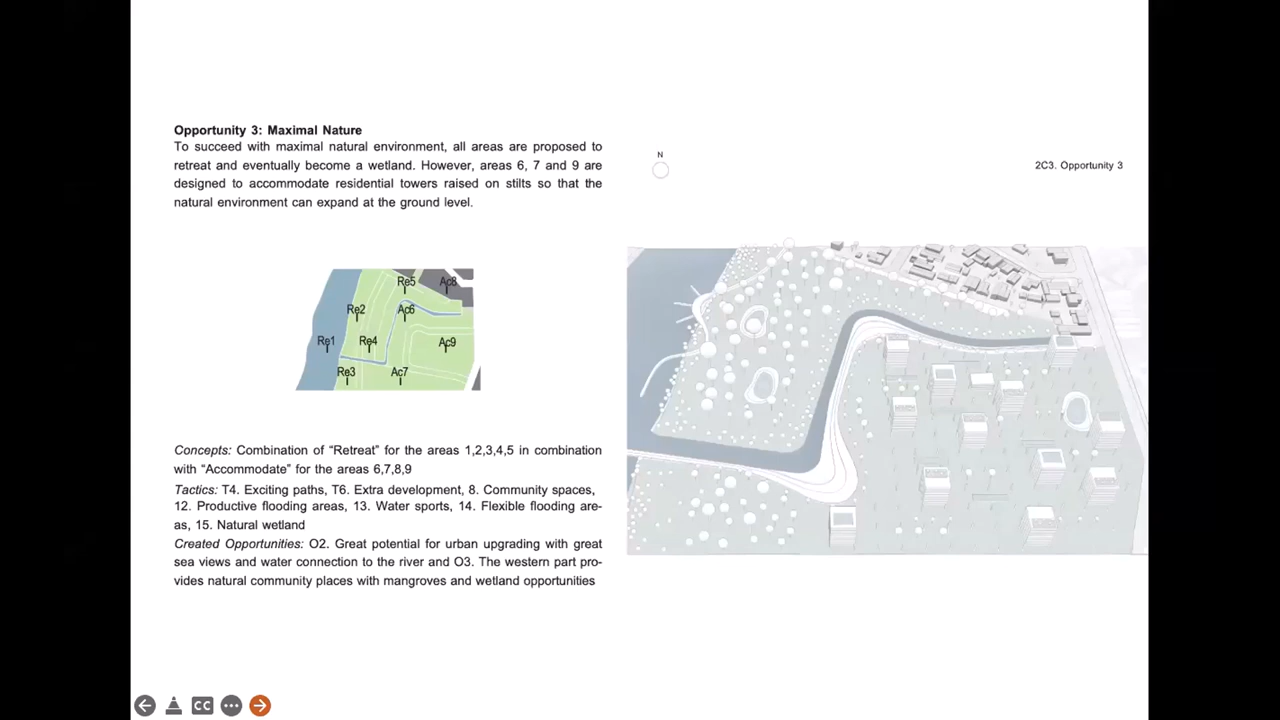 Opportunity 3: Maximal Nature
To succeed with maximal natural environment, all areas are proposed to
retreat and eventually become a wetland. However, areas 6, 7 and 9 are
designed to accommodate residential towers raised on stilts so that the
natural environment can expand at the ground level.
N
2C3. Opportunity 3
Re5
Ac8
Re2
Ac6
Re1
Re4
Ac9
Re3
Ac7
Concepts: Combination of “Retreat” for the areas 1,2,3,4,5 in combination
with “Accommodate” for the areas 6,7,8,9
Tactics: T4. Exciting paths, T6. Extra development, 8. Community spaces,
12. Productive flooding areas, 13. Water sports, 14. Flexible flooding are-
as, 15. Natural wetland
Created Opportunities: O2. Great potential for urban upgrading with great
sea views and water connection to the river and O3. The western part pro-
vides natural community places with mangroves and wetland opportunities
CC